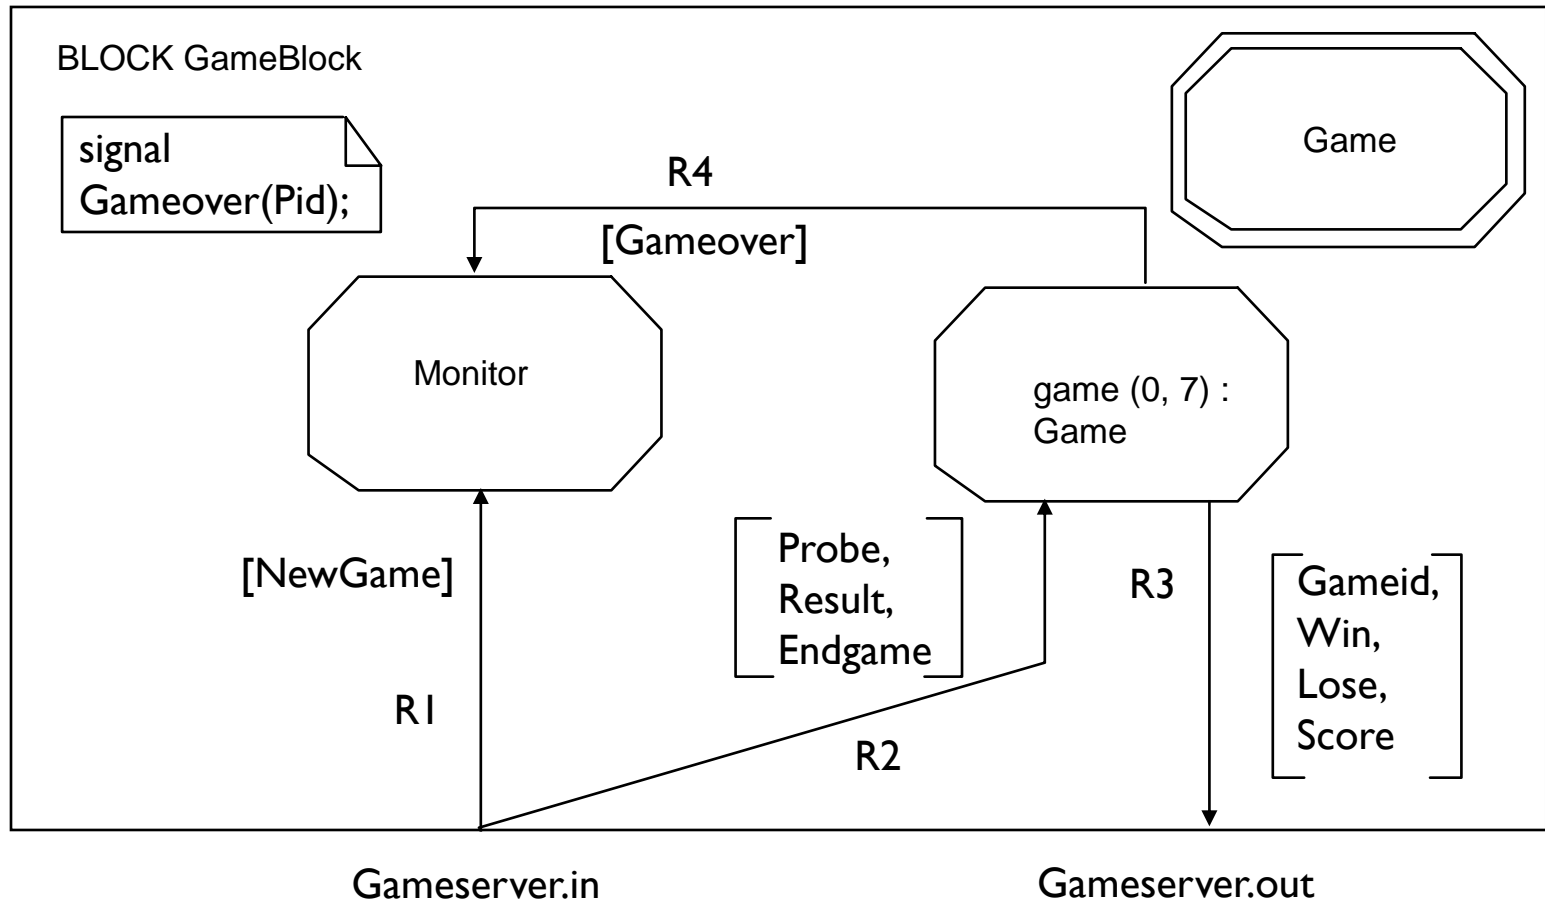 BLOCK GameBlock
signal
Gameover(Pid);
Game
R4
[Gameover]
Monitor
game (0, 7) :
Game
[NewGame]
Probe,
Result,
Endgame
R3
Gameid,
Win,
Lose,
Score
R1
R2
Gameserver.in
Gameserver.out